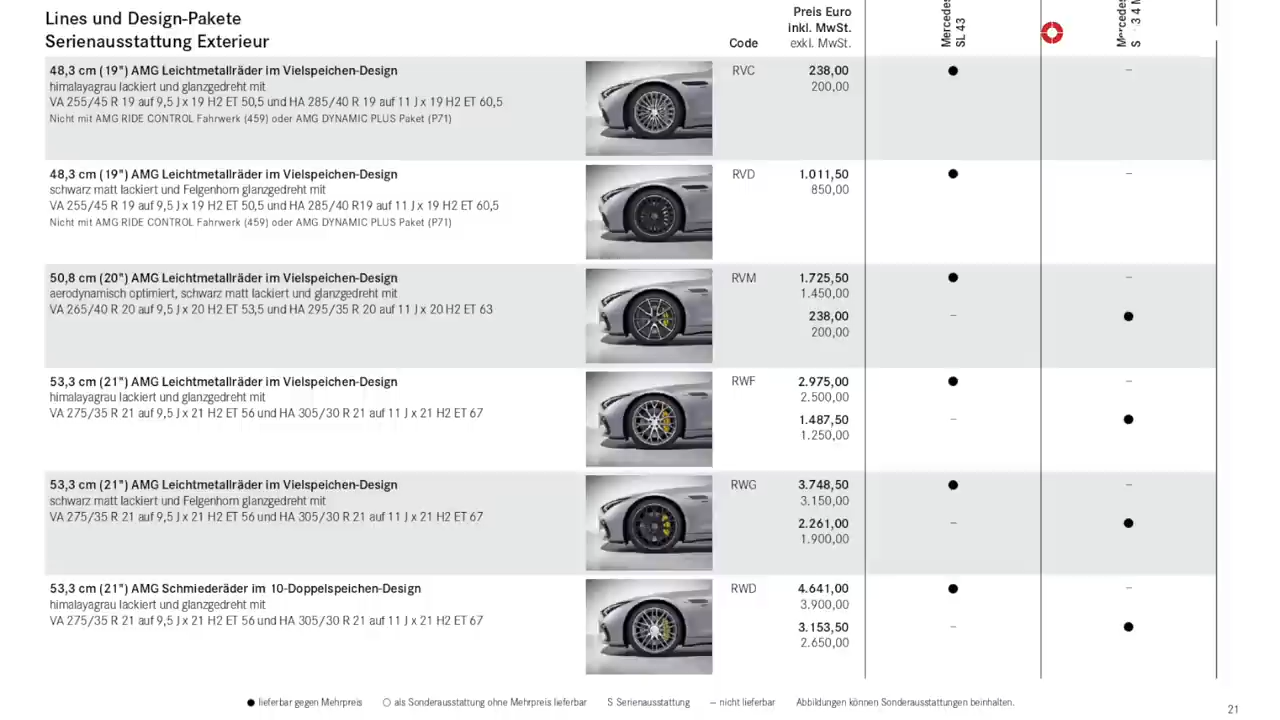 Lines und Design-Pakete
Serienausstattung Exterieur
Code
Preis Euro
inkl. MwSt.
exkl. MwSt.
SL 43
48,3 cm (19") AMG Leichtmetallräder im Vielspeichen-Design
himalayagrau lackiert und glanzgedreht mit
VA 255/45 R 19 auf 9,5 J x 19 H2 ET 50,5 und HA 285/40 R 19 auf 11 J x 19 H2 ET 60,5
Nicht mit AMG RIDE CONTROL Fahrwerk (459) oder AMG DYNAMIC PLUS Paket (P71)
RVC 238,00 ● –
200,00
48,3 cm (19") AMG Leichtmetallräder im Vielspeichen-Design
schwarz matt lackiert und Felgenhorn glanzgedreht mit
VA 255/45 R 19 auf 9,5 J x 19 H2 ET 50,5 und HA 285/40 R19 auf 11 J x 19 H2 ET 60,5
Nicht mit AMG RIDE CONTROL Fahrwerk (459) oder AMG DYNAMIC PLUS Paket (P71)
RVD 1.011,50 ● –
850,00
50,8 cm (20") AMG Leichtmetallräder im Vielspeichen-Design
aerodynamisch optimiert, schwarz matt lackiert und glanzgedreht mit
VA 265/40 R 20 auf 9,5 J x 20 H2 ET 53,5 und HA 295/35 R 20 auf 11 J x 20 H2 ET 63
RVM 1.725,50 ● –
1.450,00
238,00 – ●
200,00
53,3 cm (21") AMG Leichtmetallräder im Vielspeichen-Design
himalayagrau lackiert und glanzgedreht mit
VA 275/35 R 21 auf 9,5 J x 21 H2 ET 56 und HA 305/30 R 21 auf 11 J x 21 H2 ET 67
RWF 2.975,00 ● –
2.500,00
1.487,50 – ●
1.250,00
53,3 cm (21") AMG Leichtmetallräder im Vielspeichen-Design
schwarz matt lackiert und Felgenhorn glanzgedreht mit
VA 275/35 R 21 auf 9,5 J x 21 H2 ET 56 und HA 305/30 R 21 auf 11 J x 21 H2 ET 67
RWG 3.748,50 ● –
3.150,00
2.261,00 – ●
1.900,00
53,3 cm (21") AMG Schmiederäder im 10-Doppelspeichen-Design
himalayagrau lackiert und glanzgedreht mit
VA 275/35 R 21 auf 9,5 J x 21 H2 ET 56 und HA 305/30 R 21 auf 11 J x 21 H2 ET 67
RWD 4.641,00 ● –
3.900,00
3.153,50 – ●
2.650,00
● lieferbar gegen Mehrpreis ○ als Sonderausstattung ohne Mehrpreis lieferbar S Serienausstattung – nicht lieferbar Abbildungen können Sonderausstattungen beinhalten.
21